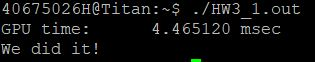 40675026H@Titan:~$ ./HW3_1.out
GPU time:      4.465120 msec
We did it!